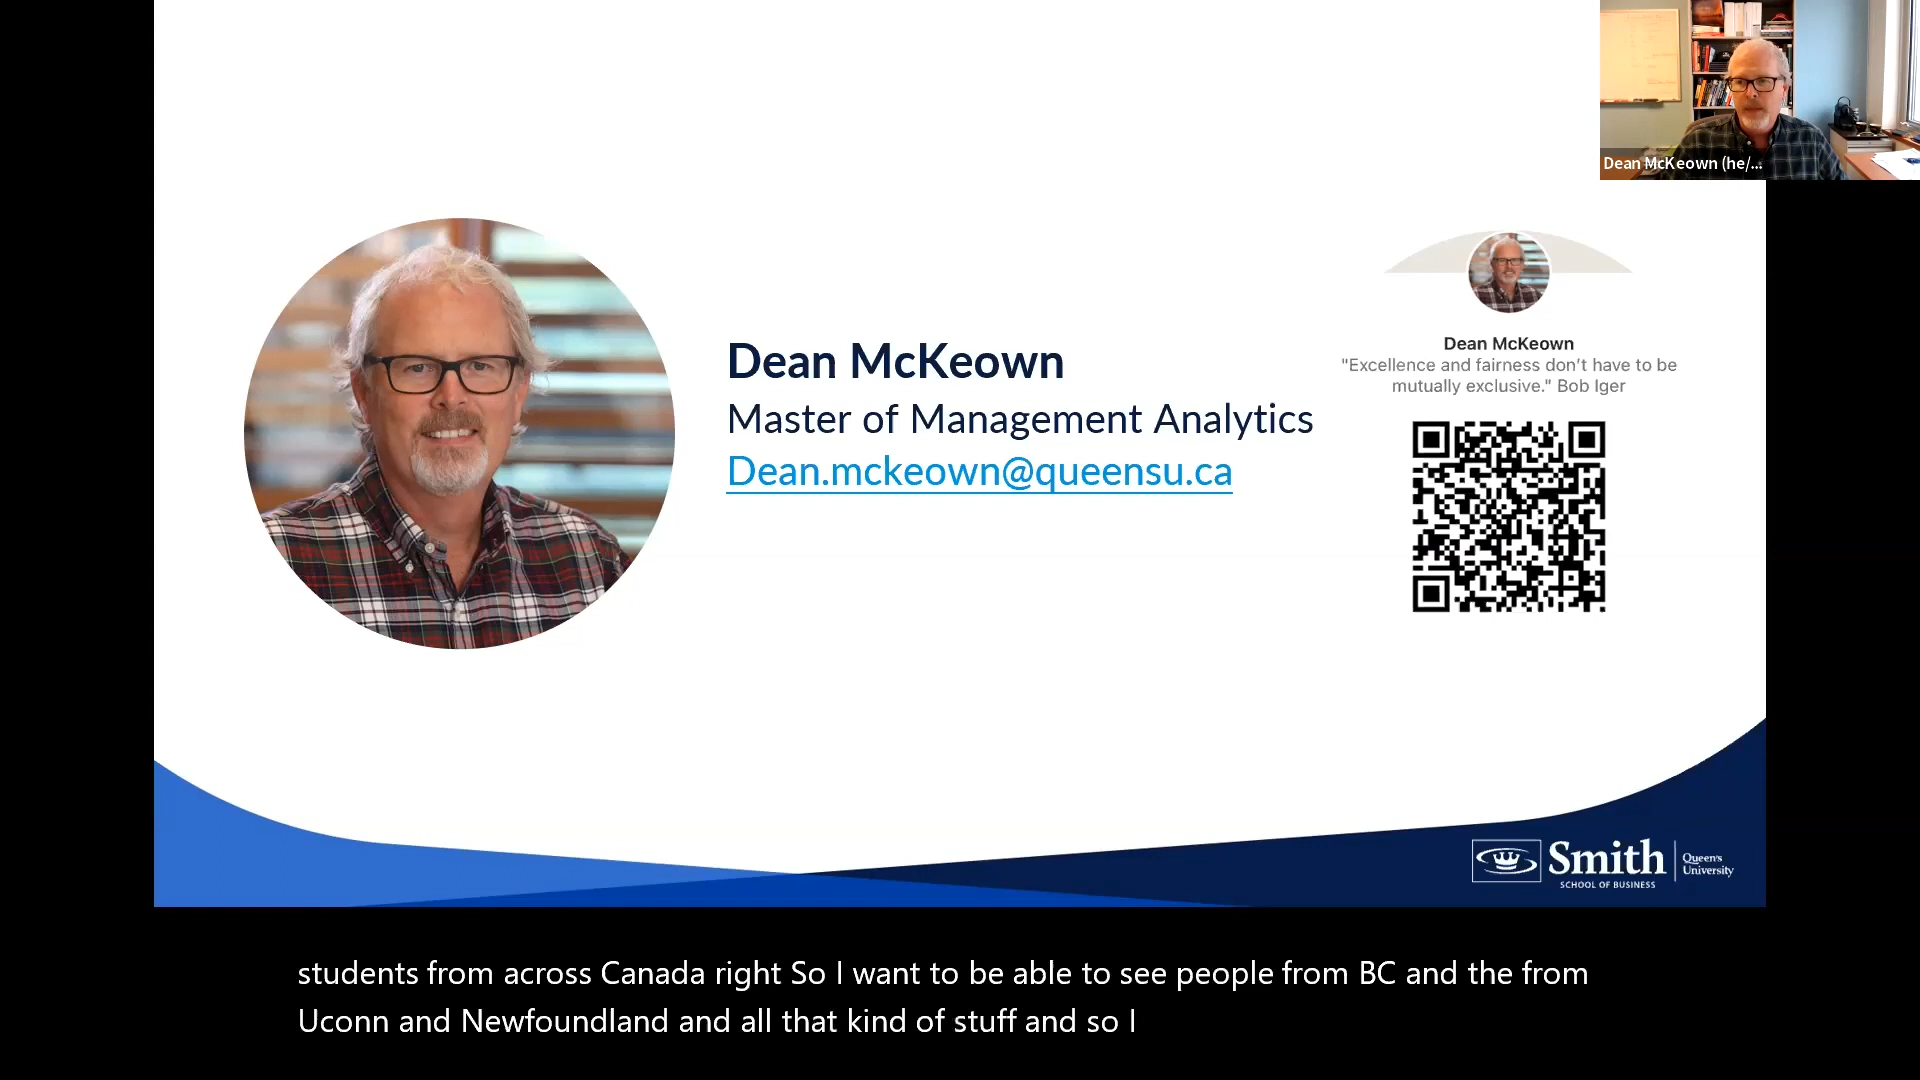 Dean McKeown (he/...
Dean McKeown
Master of Management Analytics
Dean.mckeown@queensu.ca
Dean McKeown
"Excellence and fairness don’t have to be
mutually exclusive." Bob Iger
Smith
SCHOOL OF BUSINESS
Queen's
University
students from across Canada right So I want to be able to see people from BC and the from
Uconn and Newfoundland and all that kind of stuff and so I